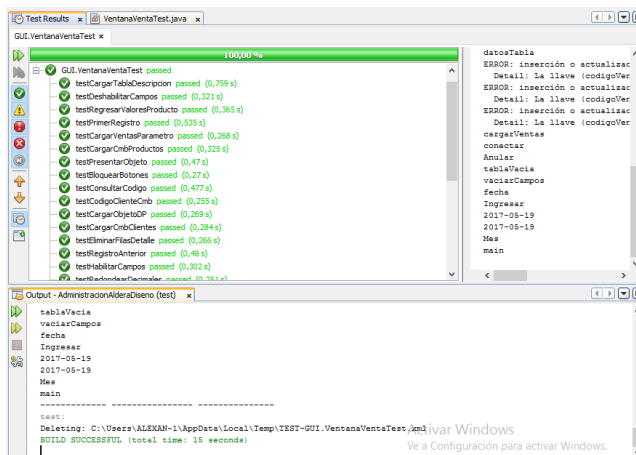 Test Results
VentanaVentaTest.java
GUI.VentanaVentaTest
100,00 %
GUI.VentanaVentaTest passed
testCargarTablaDescripcion passed (0,759 s)
testDeshabilitarCampos passed (0,321 s)
testRegresarValoresProducto passed (0,365 s)
testPrimerRegistro passed (0,535 s)
testCargarVentasParametro passed (0,268 s)
testCargarCmbProductos passed (0,325 s)
testPresentarObjeto passed (0,47 s)
testBloquearBotones passed (0,27 s)
testConsultarCodigo passed (0,477 s)
testCodigoClienteCmb passed (0,255 s)
testCargarObjetoDP passed (0,269 s)
testCargarCmbClientes passed (0,284 s)
testEliminarFilasDetalle passed (0,266 s)
testRegistroAnterior passed (0,48 s)
testHabilitarCampos passed (0,302 s)
testRedondearDecimales passed (0,251 s)
datosTabla
ERROR: inserción o actualizac
Detail: La llave (codigoVer
ERROR: inserción o actualizac
Detail: La llave (codigoVer
ERROR: inserción o actualizac
Detail: La llave (codigoVer
cargarVentas
conectar
Anular
tablaVacia
vaciarCampos
fecha
Ingresar
2017-05-19
2017-05-19
Mes
main
Output - AdministracionAlderaDiseno (test)
tablaVacia
vaciarCampos
fecha
Ingresar
2017-05-19
2017-05-19
Mes
main
------------- ---------------- ---------------
test:
Deleting: C:\Users\ALEXAN~1\AppData\Local\Temp\TEST-GUI.VentanaVentaTest.xml
BUILD SUCCESSFUL (total time: 15 seconds)
Activar Windows
Ve a Configuración para activar Windows.